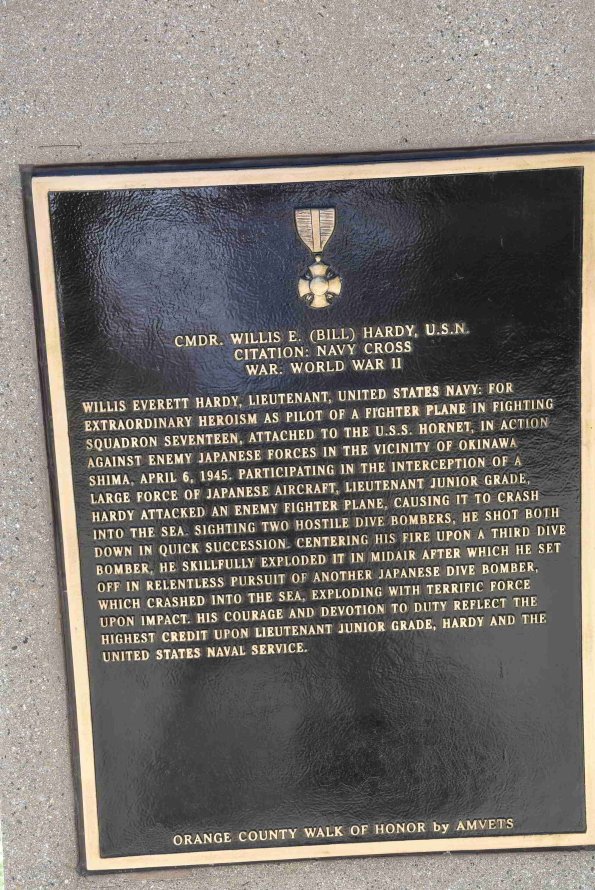 CMDR. WILLIS E. (BILL) HARDY, U.S.N.
CITATION: NAVY CROSS
WAR: WORLD WAR II
WILLIS EVERETT HARDY, LIEUTENANT, UNITED STATES NAVY: FOR
EXTRAORDINARY HEROISM AS PILOT OF A FIGHTER PLANE IN FIGHTING
SQUADRON SEVENTEEN, ATTACHED TO THE U.S.S. HORNET, IN ACTION
AGAINST ENEMY JAPANESE FORCES IN THE VICINITY OF OKINAWA
SHIMA, APRIL 6, 1945. PARTICIPATING IN THE INTERCEPTION OF A
LARGE FORCE OF JAPANESE AIRCRAFT, LIEUTENANT JUNIOR GRADE,
HARDY ATTACKED AN ENEMY FIGHTER PLANE, CAUSING IT TO CRASH
INTO THE SEA. SIGHTING TWO HOSTILE DIVE BOMBERS, HE SHOT BOTH
DOWN IN QUICK SUCCESSION. CENTERING HIS FIRE UPON A THIRD DIVE
BOMBER, HE SKILLFULLY EXPLODED IT IN MIDAIR AFTER WHICH HE SET
OFF IN RELENTLESS PURSUIT OF ANOTHER JAPANESE DIVE BOMBER,
WHICH CRASHED INTO THE SEA, EXPLODING WITH TERRIFIC FORCE
UPON IMPACT. HIS COURAGE AND DEVOTION TO DUTY REFLECT THE
HIGHEST CREDIT UPON LIEUTENANT JUNIOR GRADE, HARDY AND THE
UNITED STATES NAVAL SERVICE.
ORANGE COUNTY WALK OF HONOR by AMVETS